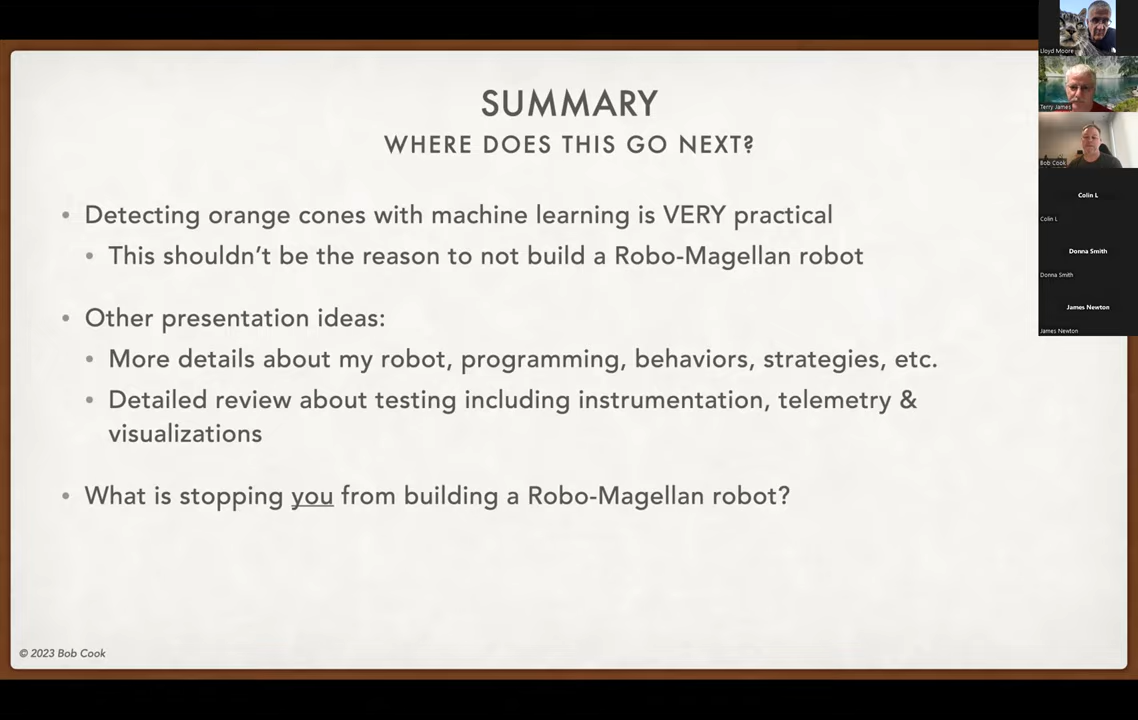 SUMMARY
WHERE DOES THIS GO NEXT?
• Detecting orange cones with machine learning is VERY practical
• This shouldn’t be the reason to not build a Robo-Magellan robot
• Other presentation ideas:
• More details about my robot, programming, behaviors, strategies, etc.
• Detailed review about testing including instrumentation, telemetry &
visualizations
• What is stopping you from building a Robo-Magellan robot?
© 2023 Bob Cook
Lloyd Moore
Terry James
Bob Cook
Colin L
Colin L
Donna Smith
Donna Smith
James Newton
James Newton